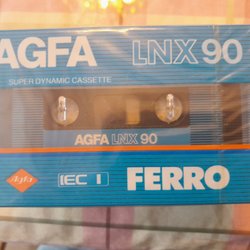 AGFA LNX 90
SUPER DYNAMIC CASSETTE
AGFA LNX 90
Agfa IEC I FERRO